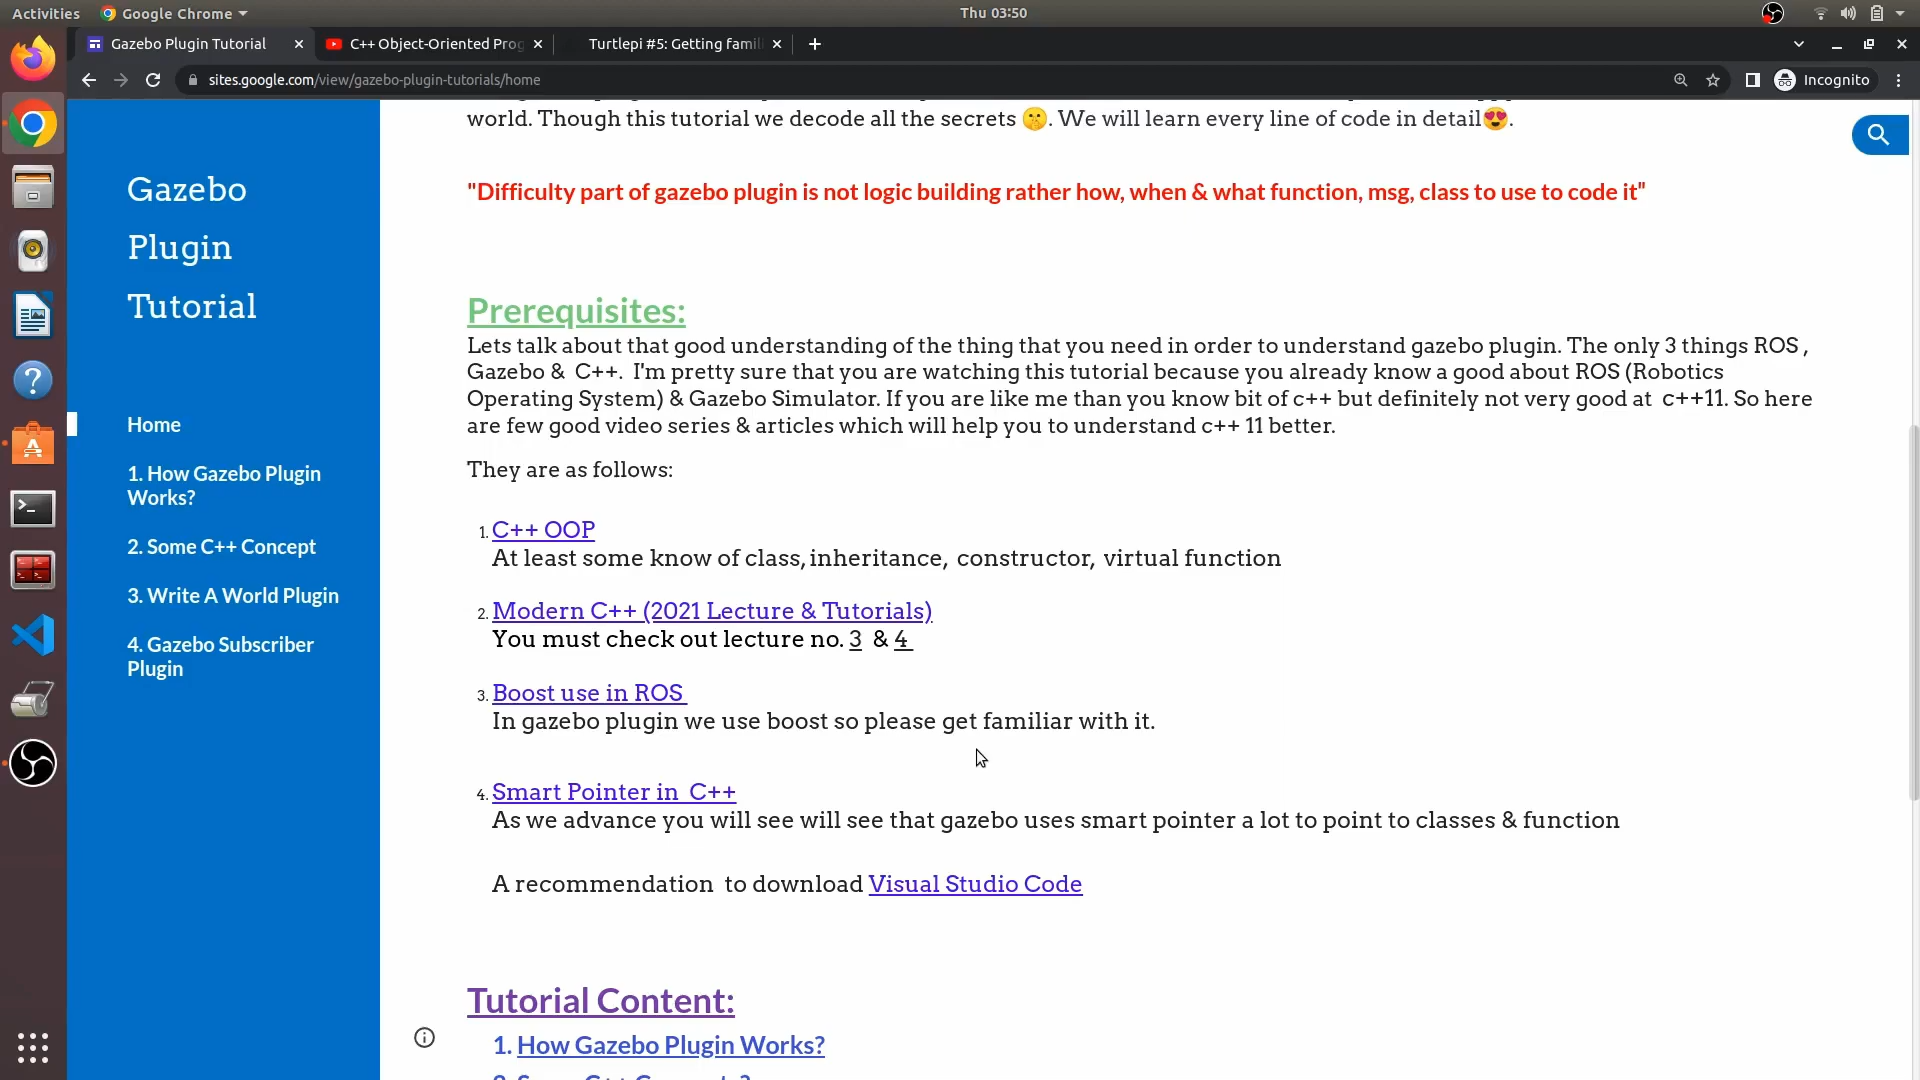 Activities
Google Chrome
Thu 03:50
Gazebo Plugin Tutorial
C++ Object-Oriented Prog
Turtlepi #5: Getting famil
sites.google.com/view/gazebo-plugin-tutorials/home
Incognito
Gazebo
Plugin
Tutorial
Home
1. How Gazebo Plugin
Works?
2. Some C++ Concept
3. Write A World Plugin
4. Gazebo Subscriber
Plugin
world. Though this tutorial we decode all the secrets 🤫. We will learn every line of code in detail😍.
"Difficulty part of gazebo plugin is not logic building rather how, when & what function, msg, class to use to code it"
Prerequisites:
Lets talk about that good understanding of the thing that you need in order to understand gazebo plugin. The only 3 things ROS ,
Gazebo & C++. I'm pretty sure that you are watching this tutorial because you already know a good about ROS (Robotics
Operating System) & Gazebo Simulator. If you are like me than you know bit of c++ but definitely not very good at c++11. So here
are few good video series & articles which will help you to understand c++ 11 better.
They are as follows:
1. C++ OOP
At least some know of class, inheritance, constructor, virtual function
2. Modern C++ (2021 Lecture & Tutorials)
You must check out lecture no. 3 & 4
3. Boost use in ROS
In gazebo plugin we use boost so please get familiar with it.
4. Smart Pointer in C++
As we advance you will see will see that gazebo uses smart pointer a lot to point to classes & function
A recommendation to download Visual Studio Code
Tutorial Content:
1. How Gazebo Plugin Works?